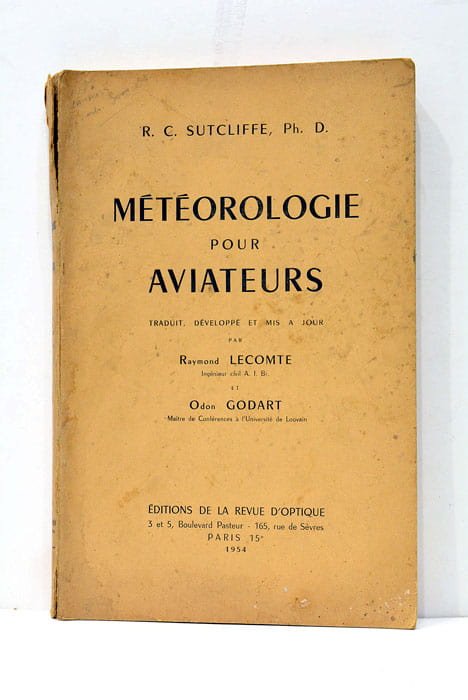 R. C. SUTCLIFFE, Ph. D.
MÉTÉOROLOGIE
POUR
AVIATEURS
TRADUIT, DÉVELOPPÉ ET MIS A JOUR
PAR
Raymond LECOMTE
Ingénieur civil A. I. Br.
ET
Odon GODART
Maître de Conférences à l'Université de Louvain
ÉDITIONS DE LA REVUE D'OPTIQUE
3 et 5, Boulevard Pasteur - 165, rue de Sèvres
PARIS 15e
1954